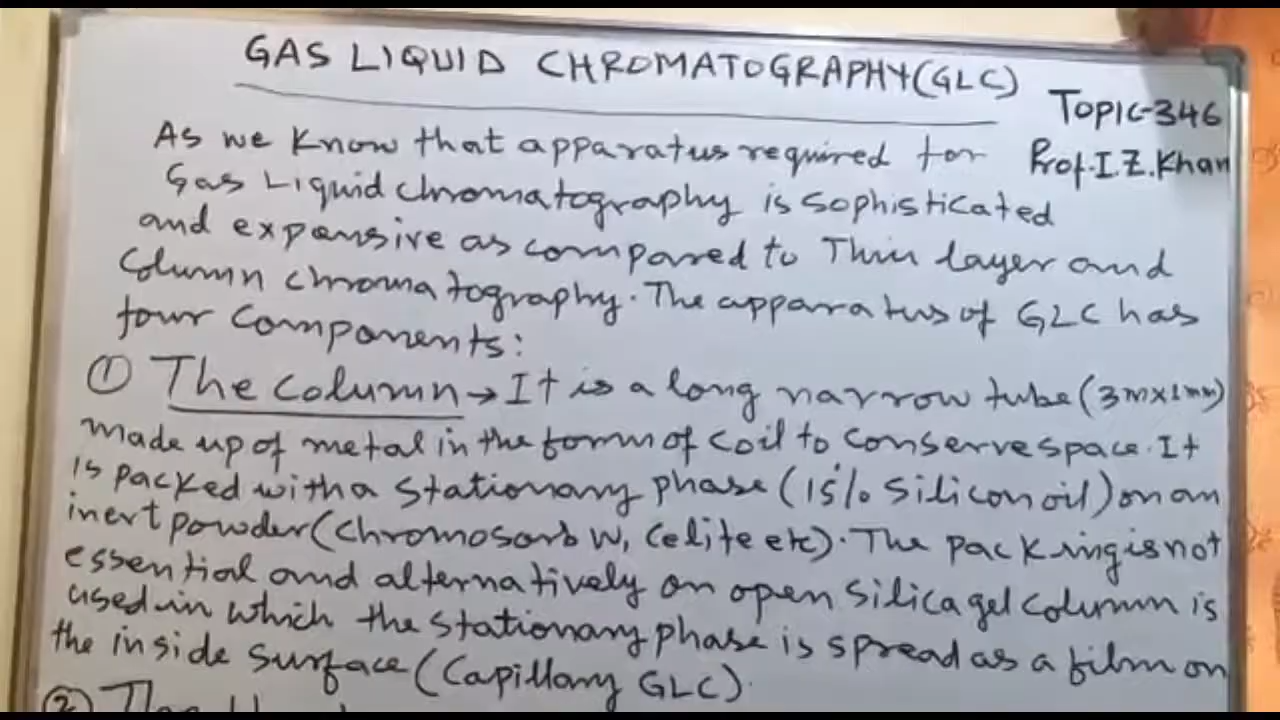 GAS LIQUID CHROMATOGRAPHY(GLC)
Topic-346
Prof.I.Z.Khan
As we know that apparatus required for
Gas Liquid chromatography is sophisticated
and expensive as compared to Thin layer and
Column chromatography. The apparatus of GLC has
four Components:
① The Column → It is a long narrow tube (3m×1mm)
made up of metal in the form of coil to conserve space. It
is packed with a stationary phase (15% silicon oil) on an
inert powder (Chromosorb W, Celite etc). The packing is not
essential and alternatively an open silica gel column is
used in which the stationary phase is spread as a film on
the inside surface (Capillary GLC).
② The